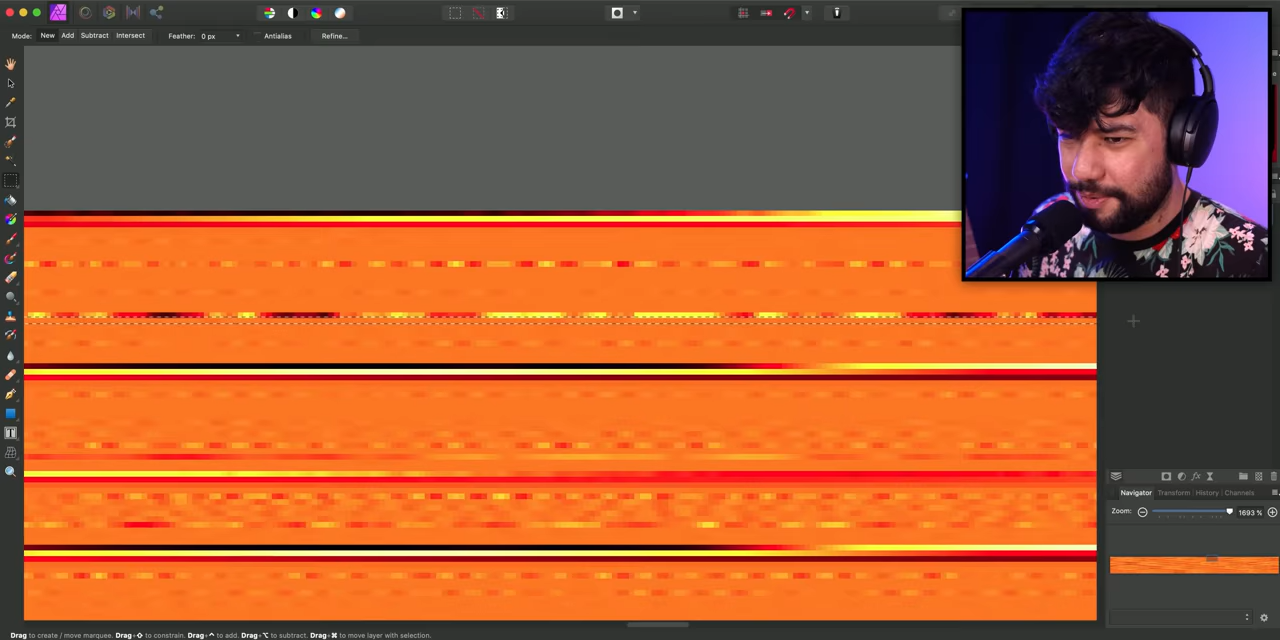 Mode: New Add Subtract Intersect Feather: 0 px Antialias Refine...
Navigator Transform History Channels
Zoom: 1693 %
Drag to create / move marquee. Drag+⇧ to constrain. Drag+^ to add. Drag+⌥ to subtract. Drag+⌘ to move layer with selection.